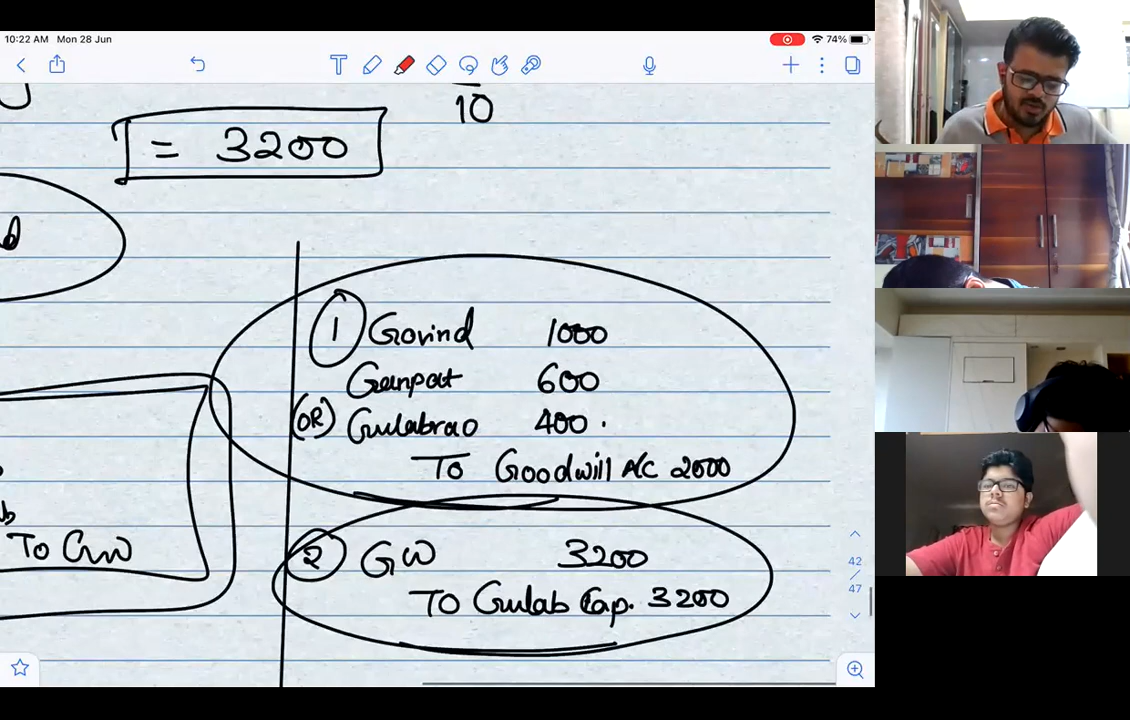 10:22 AM Mon 28 Jun
74%
T
10
= 3200
1 Govind 1000
Ganpat 600
(OR) Gulabrao 400
To Goodwill A/C 2000
To GW
2 GW 3200
To Gulab Cap. 3200
42
/
47